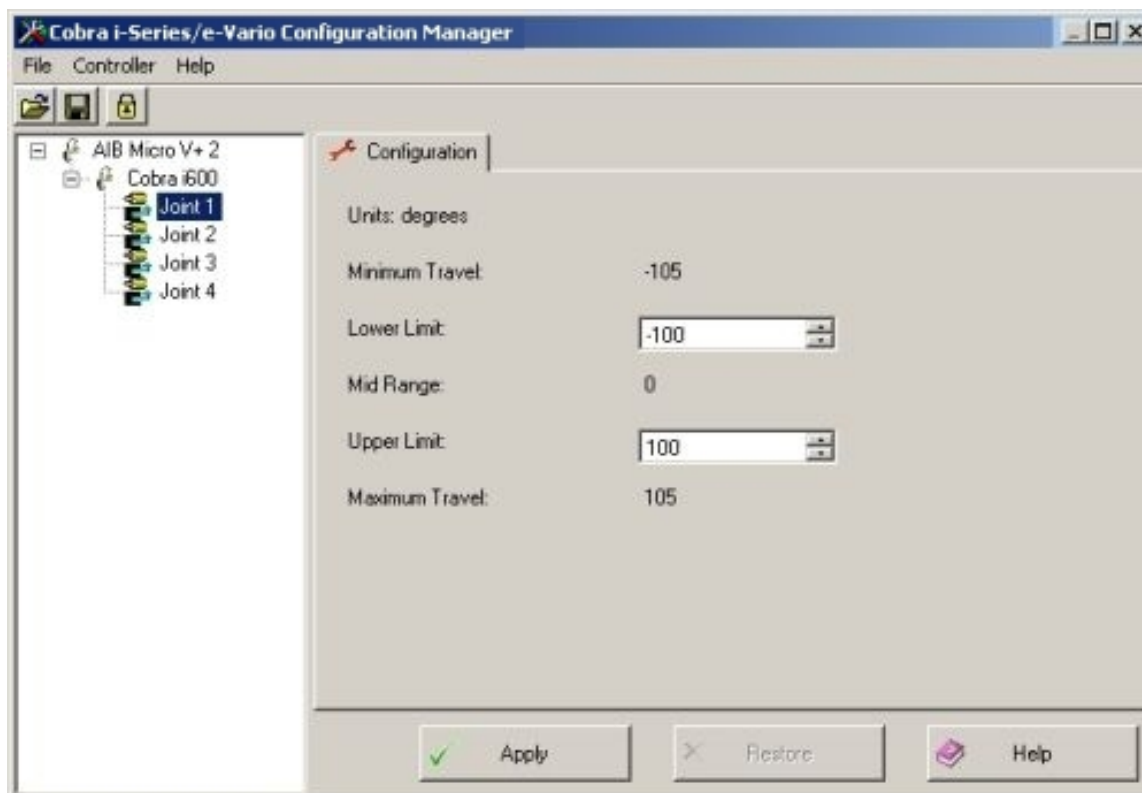 Cobra i-Series/e-Vario Configuration Manager
File Controller Help
AIB Micro V+ 2
Cobra i600
Joint 1
Joint 2
Joint 3
Joint 4
Configuration
Units: degrees
Minimum Travel: -105
Lower Limit: -100
Mid Range: 0
Upper Limit: 100
Maximum Travel: 105
Apply Restore Help